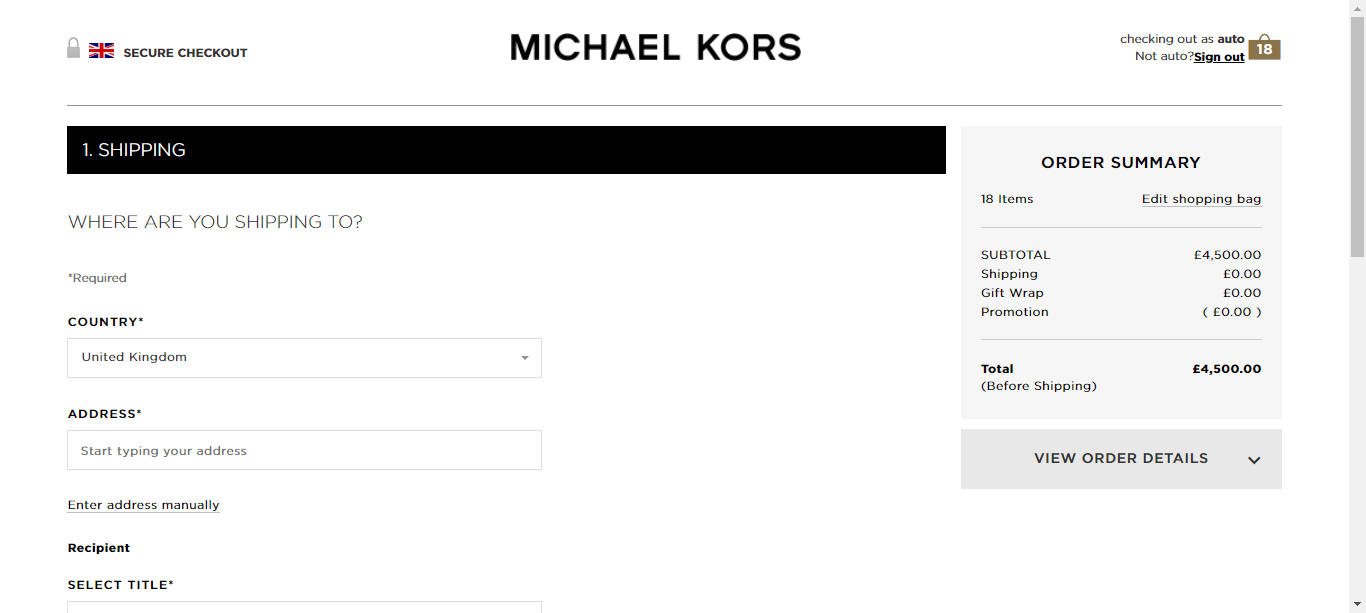 SECURE CHECKOUT
MICHAEL KORS
checking out as auto
Not auto?Sign out
18
1. SHIPPING
WHERE ARE YOU SHIPPING TO?
*Required
COUNTRY*
United Kingdom
ADDRESS*
Start typing your address
Enter address manually
Recipient
SELECT TITLE*
ORDER SUMMARY
18 Items Edit shopping bag
SUBTOTAL £4,500.00
Shipping £0.00
Gift Wrap £0.00
Promotion ( £0.00 )
Total £4,500.00
(Before Shipping)
VIEW ORDER DETAILS